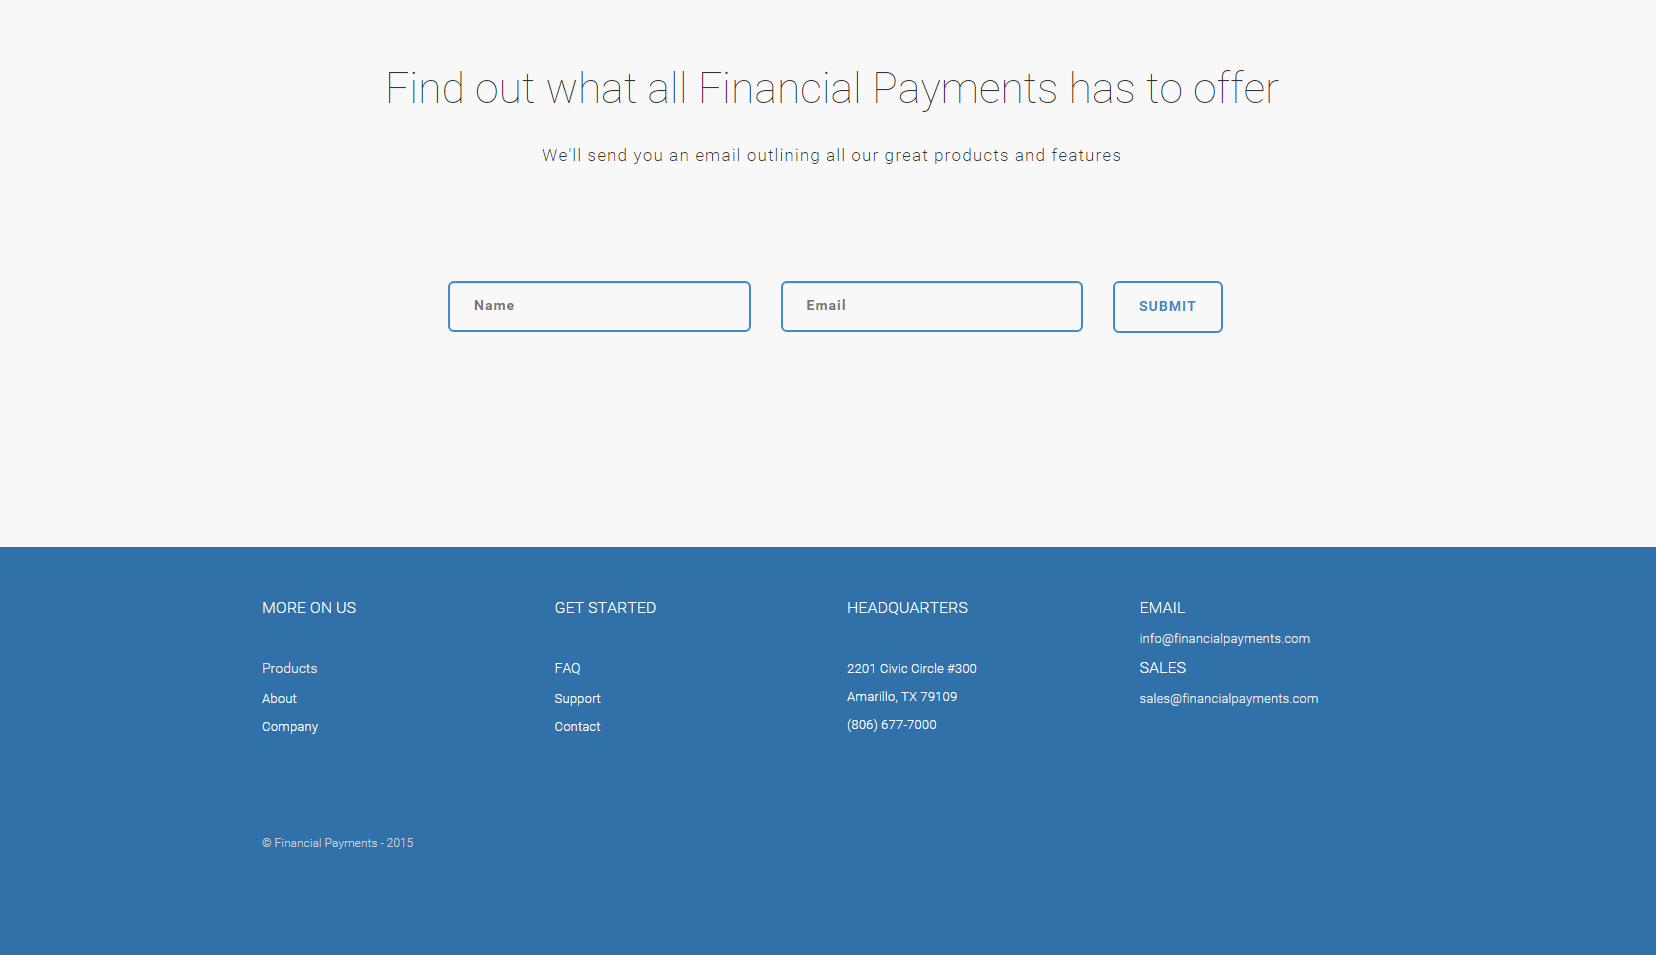 Find out what all Financial Payments has to offer
We'll send you an email outlining all our great products and features
Name
Email
SUBMIT
MORE ON US
Products
About
Company
GET STARTED
FAQ
Support
Contact
HEADQUARTERS
2201 Civic Circle #300
Amarillo, TX 79109
(806) 677-7000
EMAIL
info@financialpayments.com
SALES
sales@financialpayments.com
© Financial Payments - 2015